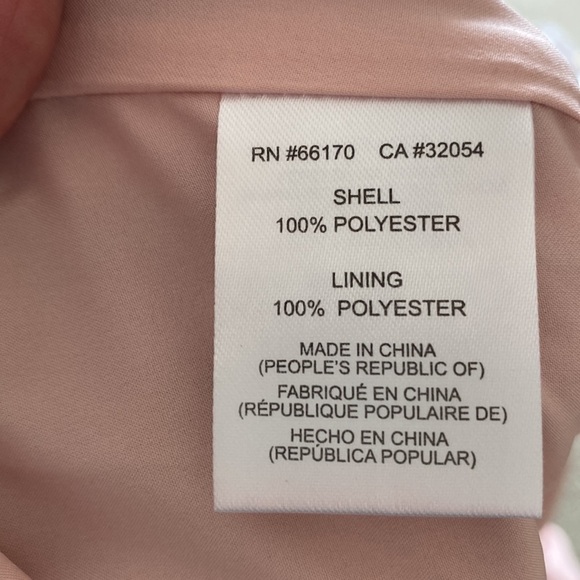 RN #66170 CA #32054
SHELL
100% POLYESTER
LINING
100% POLYESTER
MADE IN CHINA
(PEOPLE'S REPUBLIC OF)
FABRIQUÉ EN CHINA
(RÉPUBLIQUE POPULAIRE DE)
HECHO EN CHINA
(REPÚBLICA POPULAR)